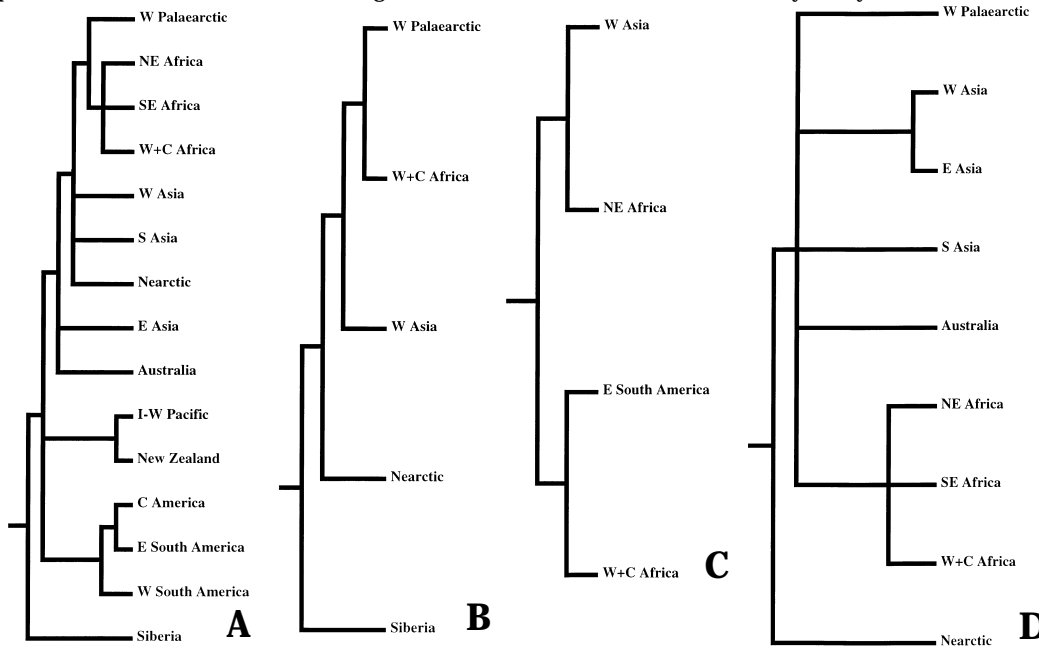 W Palaearctic
NE Africa
SE Africa
W+C Africa
W Asia
S Asia
Nearctic
E Asia
Australia
I-W Pacific
New Zealand
C America
E South America
W South America
Siberia
A
W Palaearctic
W+C Africa
W Asia
Nearctic
Siberia
B
W Asia
NE Africa
E South America
W+C Africa
C
W Palaearctic
W Asia
E Asia
S Asia
Australia
NE Africa
SE Africa
W+C Africa
Nearctic
D